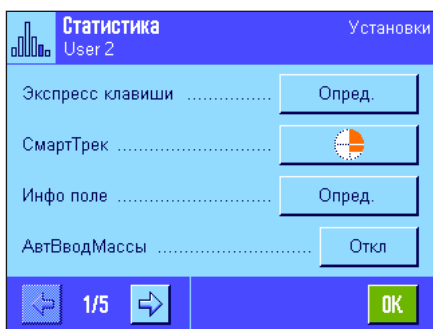 Статистика Установки
User 2
Экспресс клавиши ............... Опред.
СмартТрек ..........................
Инфо поле .......................... Опред.
АвтВводМассы ........................ Откл
1/5 OK